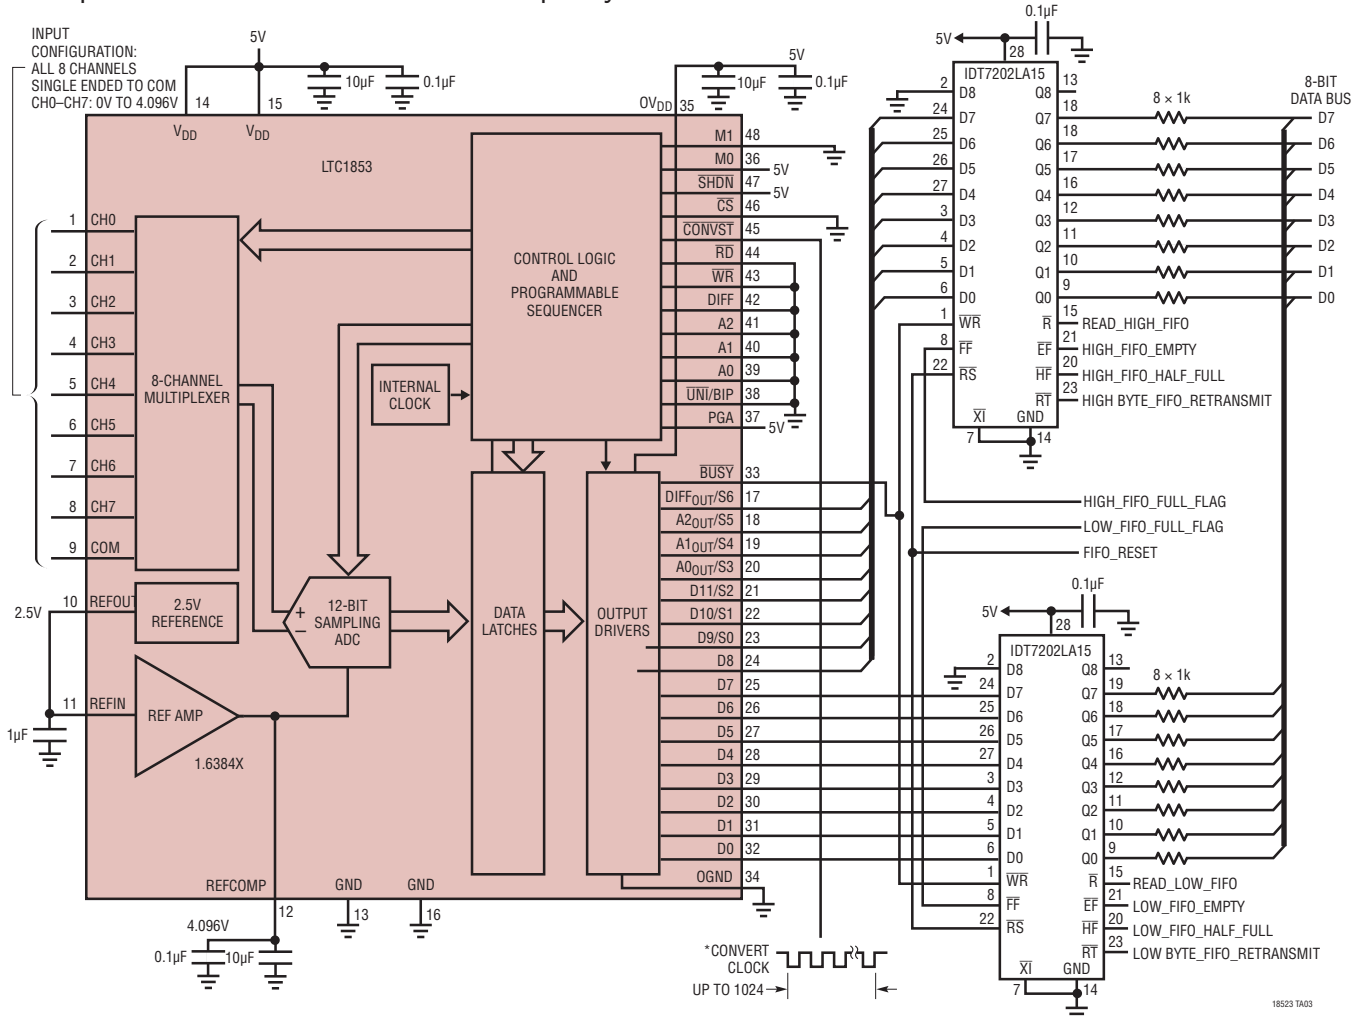 INPUT
CONFIGURATION:
ALL 8 CHANNELS
SINGLE ENDED TO COM
CH0–CH7: 0V TO 4.096V
5V
10µF
0.1µF
14
15
VDD
VDD
LTC1853
5V
10µF
0.1µF
OVDD
35
1 CH0
2 CH1
3 CH2
4 CH3
5 CH4
6 CH5
7 CH6
8 CH7
9 COM
8-CHANNEL
MULTIPLEXER
CONTROL LOGIC
AND
PROGRAMMABLE
SEQUENCER
INTERNAL
CLOCK
M1 48
M0 36
5V
SHDN 47
5V
CS 46
CONVST 45
RD 44
WR 43
DIFF 42
A2 41
A1 40
A0 39
UNI/BIP 38
PGA 37
5V
BUSY 33
DIFFOUT/S6 17
A2OUT/S5 18
A1OUT/S4 19
A0OUT/S3 20
D11/S2 21
D10/S1 22
D9/S0 23
D8 24
D7 25
D6 26
D5 27
D4 28
D3 29
D2 30
D1 31
D0 32
OGND 34
10 REFOUT
2.5V
2.5V
REFERENCE
11 REFIN
1µF
REF AMP
1.6384X
+
−
12-BIT
SAMPLING
ADC
DATA
LATCHES
OUTPUT
DRIVERS
REFCOMP
12
4.096V
0.1µF
10µF
GND
13
GND
16
*CONVERT
CLOCK
UP TO 1024
5V
0.1µF
28
IDT7202LA15
2 D8
24 D7
25 D6
26 D5
27 D4
3 D3
4 D2
5 D1
6 D0
1 WR
8 FF
22 RS
Q8 13
Q7 18
Q6 18
Q5 17
Q4 16
Q3 12
Q2 11
Q1 10
Q0 9
R 15 READ_HIGH_FIFO
EF 21 HIGH_FIFO_EMPTY
HF 20 HIGH_FIFO_HALF_FULL
RT 23 HIGH BYTE_FIFO_RETRANSMIT
XI
GND
7
14
8 × 1k
8-BIT
DATA BUS
D7
D6
D5
D4
D3
D2
D1
D0
HIGH_FIFO_FULL_FLAG
LOW_FIFO_FULL_FLAG
FIFO_RESET
5V
0.1µF
28
IDT7202LA15
2 D8
24 D7
25 D6
26 D5
27 D4
3 D3
4 D2
5 D1
6 D0
1 WR
8 FF
22 RS
Q8 13
Q7 19
Q6 18
Q5 17
Q4 16
Q3 12
Q2 11
Q1 10
Q0 9
R 15 READ_LOW_FIFO
EF 21 LOW_FIFO_EMPTY
HF 20 LOW_FIFO_HALF_FULL
RT 23 LOW BYTE_FIFO_RETRANSMIT
XI
GND
7
14
8 × 1k
18523 TA03